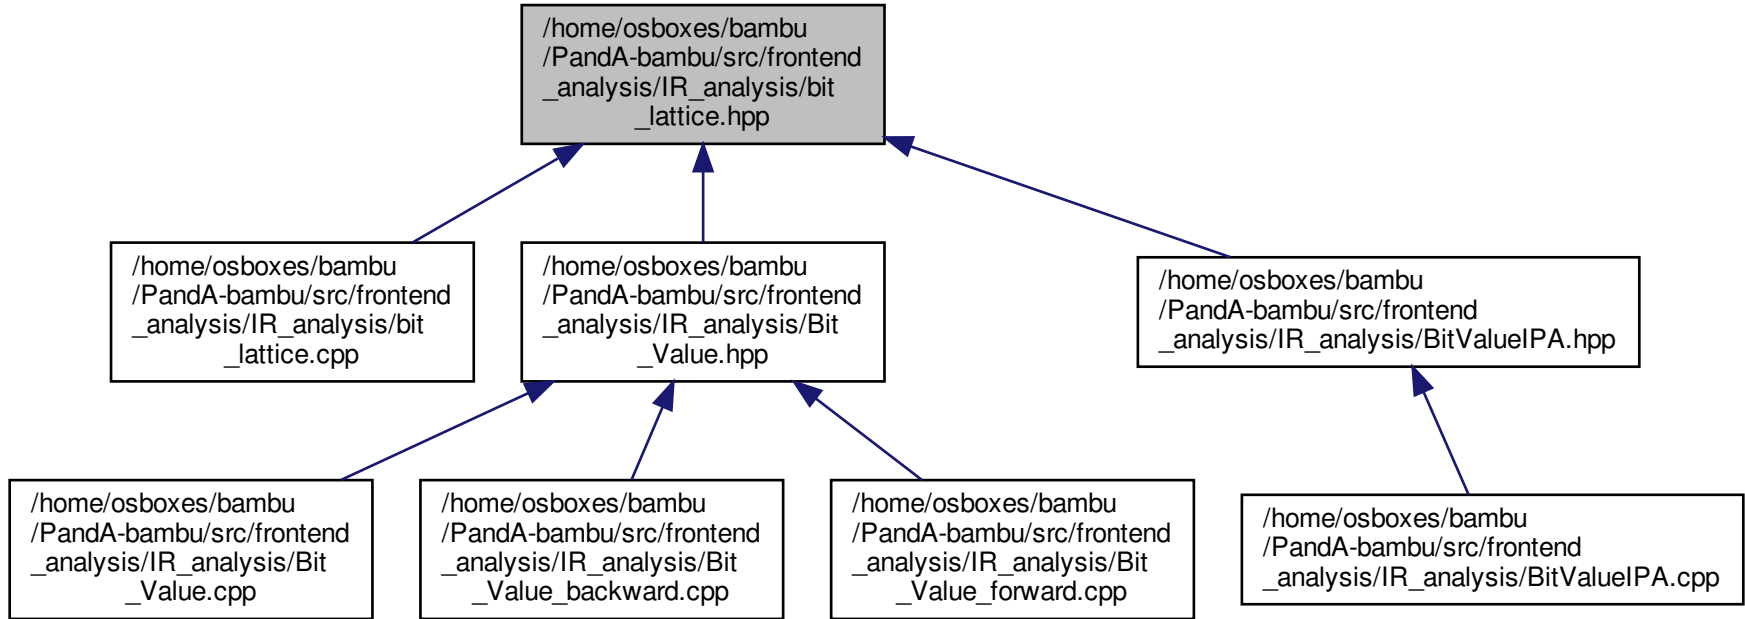 /home/osboxes/bambu
/PandA-bambu/src/frontend
_analysis/IR_analysis/bit
_lattice.hpp
/home/osboxes/bambu
/PandA-bambu/src/frontend
_analysis/IR_analysis/bit
_lattice.cpp
/home/osboxes/bambu
/PandA-bambu/src/frontend
_analysis/IR_analysis/Bit
_Value.hpp
/home/osboxes/bambu
/PandA-bambu/src/frontend
_analysis/IR_analysis/BitValueIPA.hpp
/home/osboxes/bambu
/PandA-bambu/src/frontend
_analysis/IR_analysis/Bit
_Value.cpp
/home/osboxes/bambu
/PandA-bambu/src/frontend
_analysis/IR_analysis/Bit
_Value_backward.cpp
/home/osboxes/bambu
/PandA-bambu/src/frontend
_analysis/IR_analysis/Bit
_Value_forward.cpp
/home/osboxes/bambu
/PandA-bambu/src/frontend
_analysis/IR_analysis/BitValueIPA.cpp